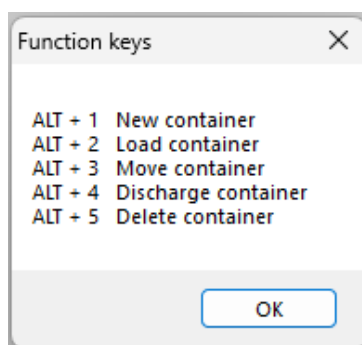 Function keys
ALT + 1 New container
ALT + 2 Load container
ALT + 3 Move container
ALT + 4 Discharge container
ALT + 5 Delete container
OK